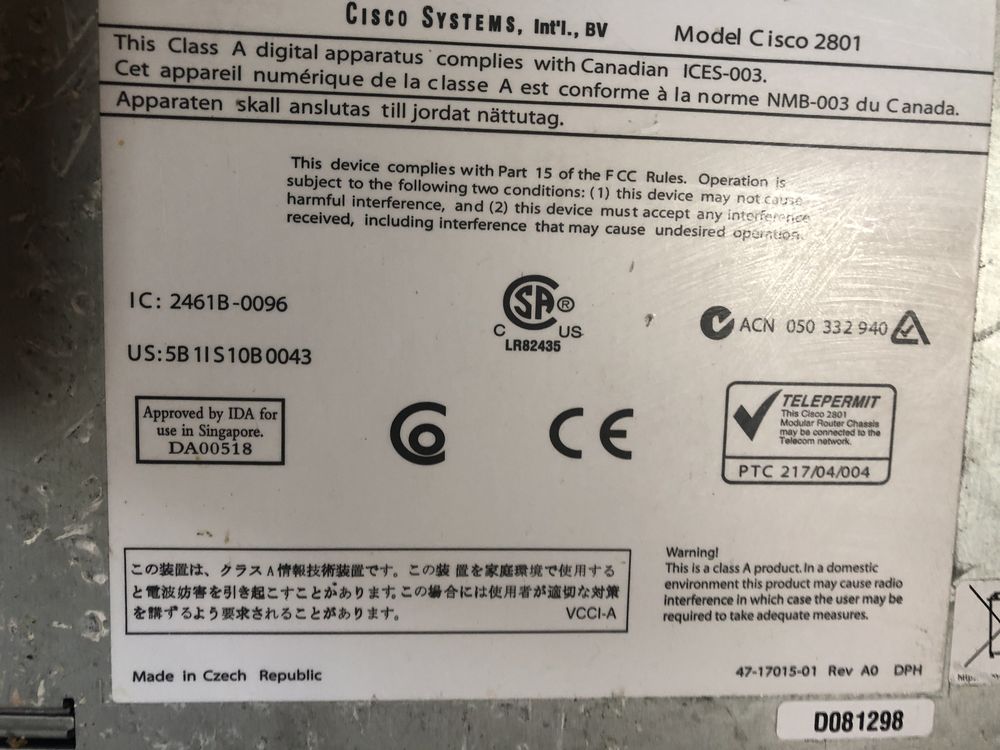 CISCO SYSTEMS, Int'l., BV
Model Cisco 2801
This Class A digital apparatus complies with Canadian ICES-003.
Cet appareil numérique de la classe A est conforme à la norme NMB-003 du Canada.
Apparaten skall anslutas till jordat nättutag.
This device complies with Part 15 of the FCC Rules. Operation is
subject to the following two conditions: (1) this device may not cause
harmful interference, and (2) this device must accept any interference
received, including interference that may cause undesired operation.
IC: 2461B-0096
US:5B1IS10B0043
SA®
C US
LR82435
ACN 050 332 940
Approved by IDA for
use in Singapore.
DA00518
CE
TELEPERMIT
This Cisco 2801
Modular Router Chassis
may be connected to the
Telecom network.
PTC 217/04/004
この装置は、クラスA情報技術装置です。この装置を家庭環境で使用する
と電波妨害を引き起こすことがあります。この場合には使用者が適切な対策
を講ずるよう要求されることがあります。
VCCI-A
Warning!
This is a class A product. In a domestic
environment this product may cause radio
interference in which case the user may be
required to take adequate measures.
Made in Czech Republic
47-17015-01 Rev A0 DPH
D081298